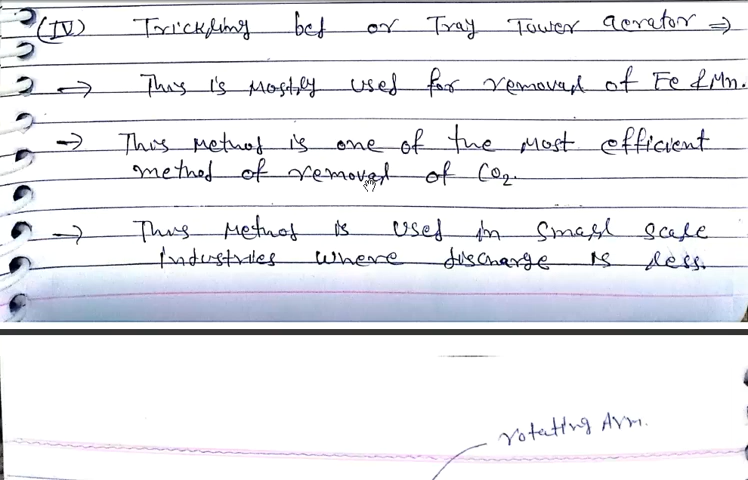 (IV) Trickling bed or Tray Tower aerator ⇒
→ This is mostly used for removal of Fe & Mn.
→ This method is one of the most efficient
method of removal of CO2.
→ This method is used in small scale
industries where discharge is less.
rotating Arm.